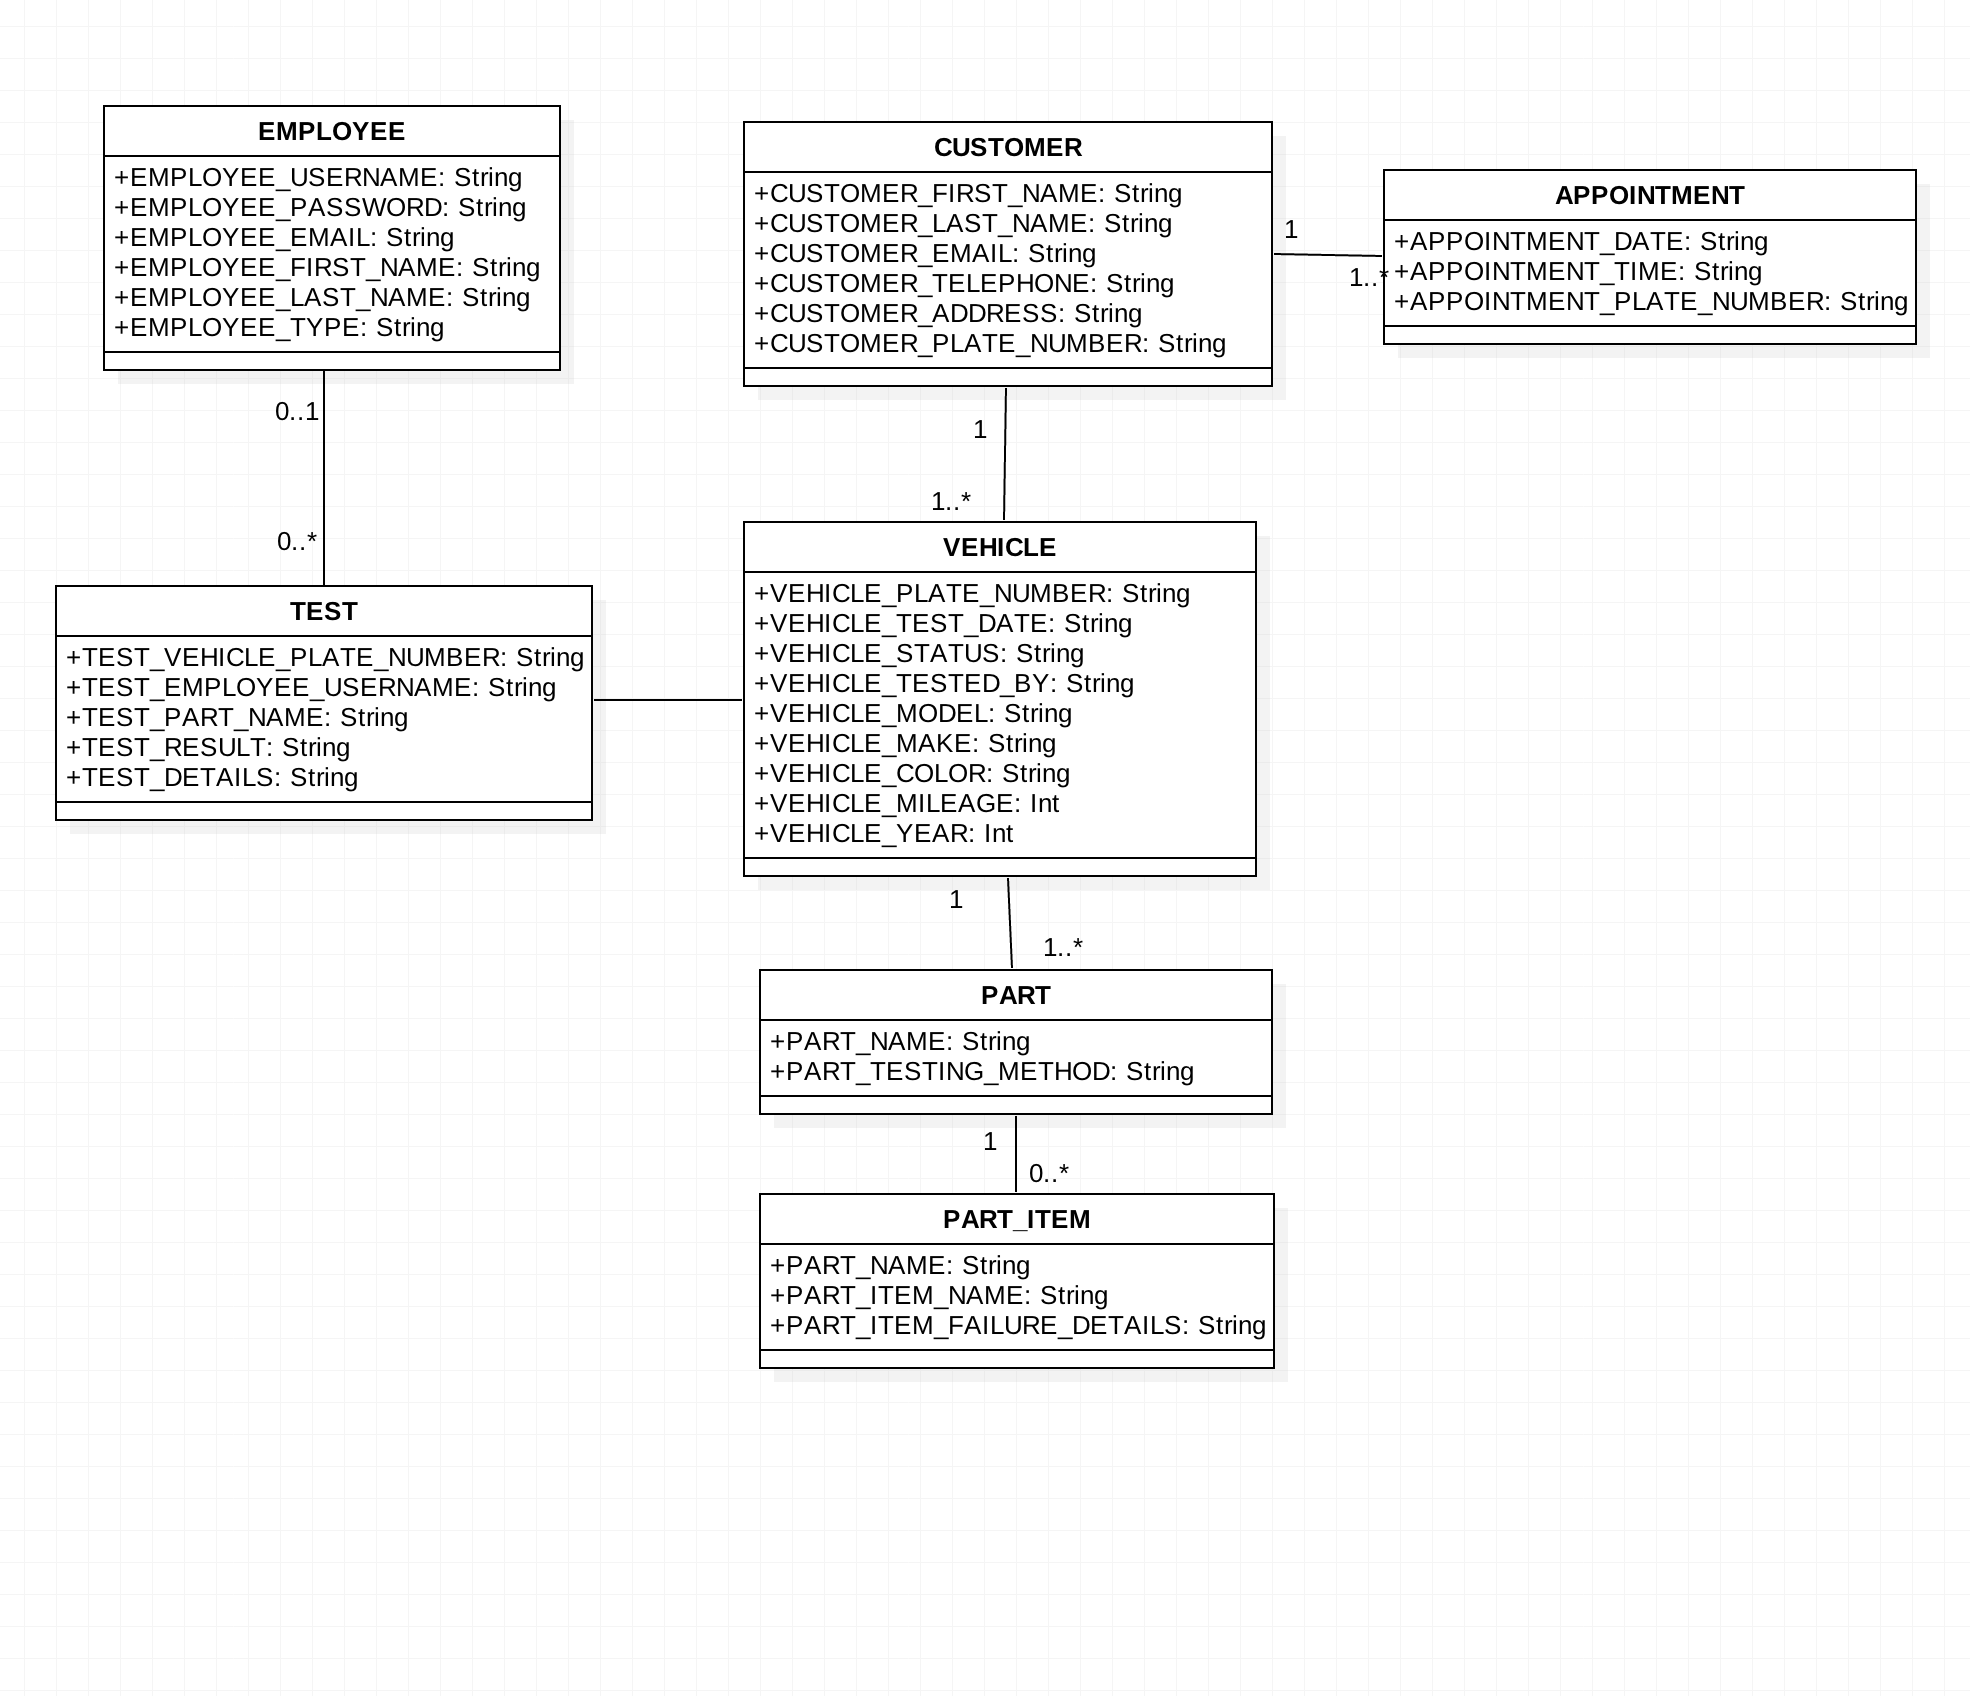 EMPLOYEE
+EMPLOYEE_USERNAME: String
+EMPLOYEE_PASSWORD: String
+EMPLOYEE_EMAIL: String
+EMPLOYEE_FIRST_NAME: String
+EMPLOYEE_LAST_NAME: String
+EMPLOYEE_TYPE: String
CUSTOMER
+CUSTOMER_FIRST_NAME: String
+CUSTOMER_LAST_NAME: String
+CUSTOMER_EMAIL: String
+CUSTOMER_TELEPHONE: String
+CUSTOMER_ADDRESS: String
+CUSTOMER_PLATE_NUMBER: String
1
1..*
APPOINTMENT
+APPOINTMENT_DATE: String
+APPOINTMENT_TIME: String
+APPOINTMENT_PLATE_NUMBER: String
0..1
0..*
1
1..*
TEST
+TEST_VEHICLE_PLATE_NUMBER: String
+TEST_EMPLOYEE_USERNAME: String
+TEST_PART_NAME: String
+TEST_RESULT: String
+TEST_DETAILS: String
VEHICLE
+VEHICLE_PLATE_NUMBER: String
+VEHICLE_TEST_DATE: String
+VEHICLE_STATUS: String
+VEHICLE_TESTED_BY: String
+VEHICLE_MODEL: String
+VEHICLE_MAKE: String
+VEHICLE_COLOR: String
+VEHICLE_MILEAGE: Int
+VEHICLE_YEAR: Int
1
1..*
PART
+PART_NAME: String
+PART_TESTING_METHOD: String
1
0..*
PART_ITEM
+PART_NAME: String
+PART_ITEM_NAME: String
+PART_ITEM_FAILURE_DETAILS: String